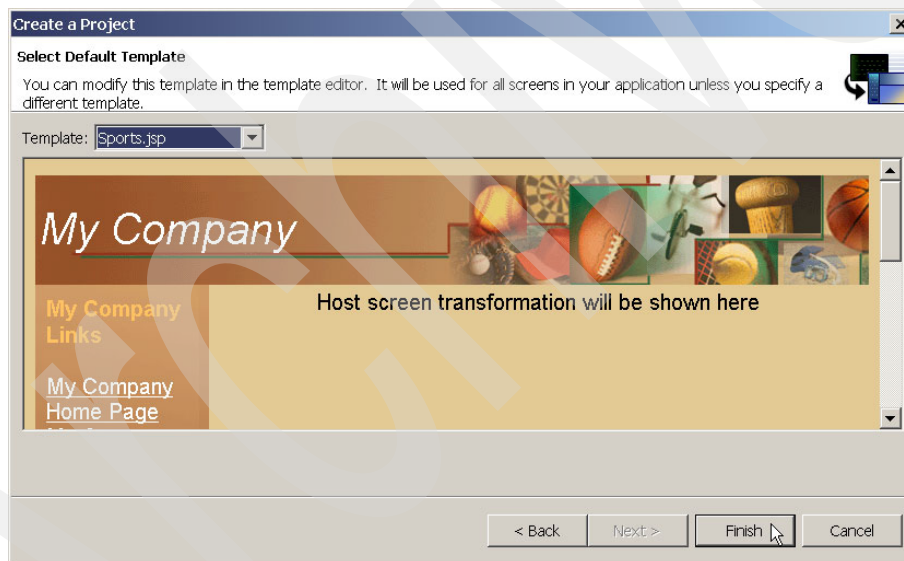 Create a Project
Select Default Template
You can modify this template in the template editor. It will be used for all screens in your application unless you specify a
different template.
Template: Sports.jsp
My Company
Host screen transformation will be shown here
My Company
Links
My Company
Home Page
< Back Next > Finish Cancel